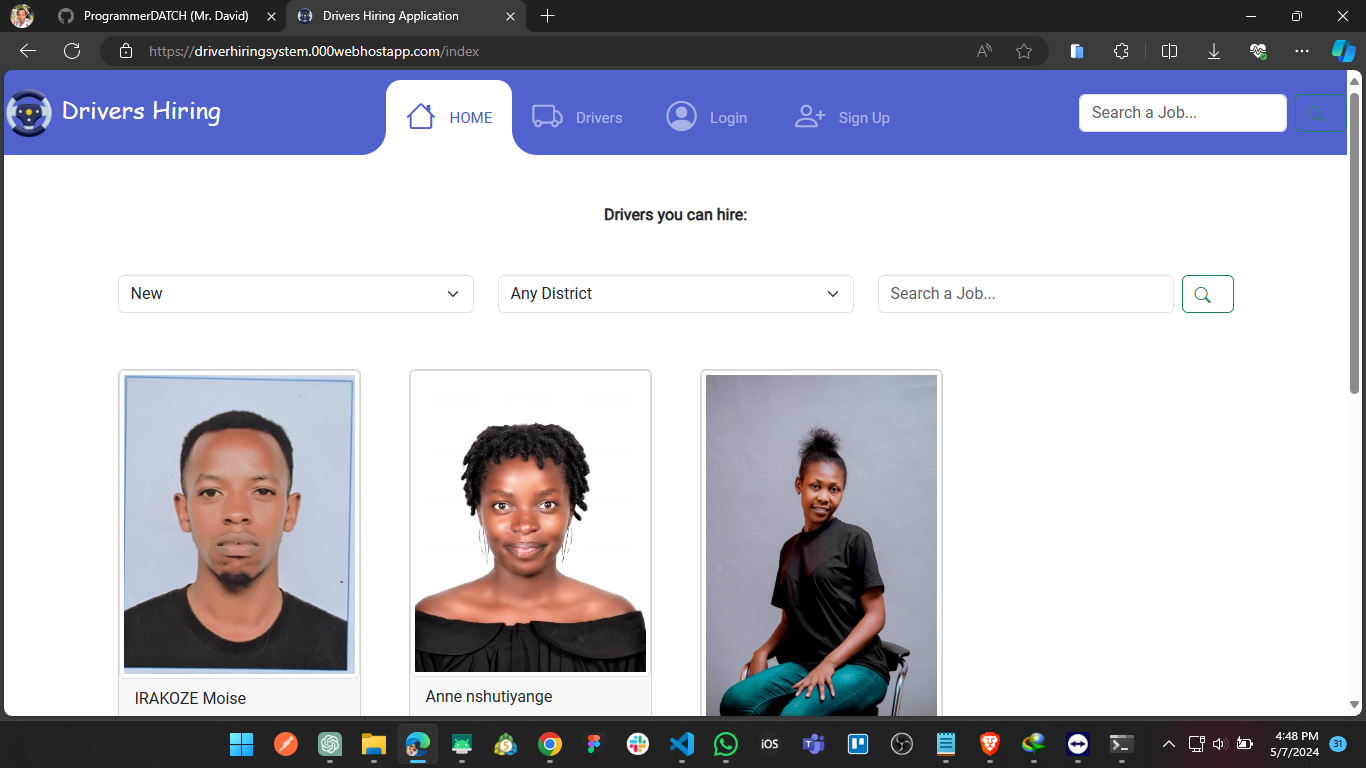 ProgrammerDATCH (Mr. David)
Drivers Hiring Application
https://driverhiringsystem.000webhostapp.com/index
Drivers Hiring
HOME
Drivers
Login
Sign Up
Search a Job...
Drivers you can hire:
New
Any District
Search a Job...
IRAKOZE Moise
Anne nshutiyange
iOS
4:48 PM
5/7/2024
31